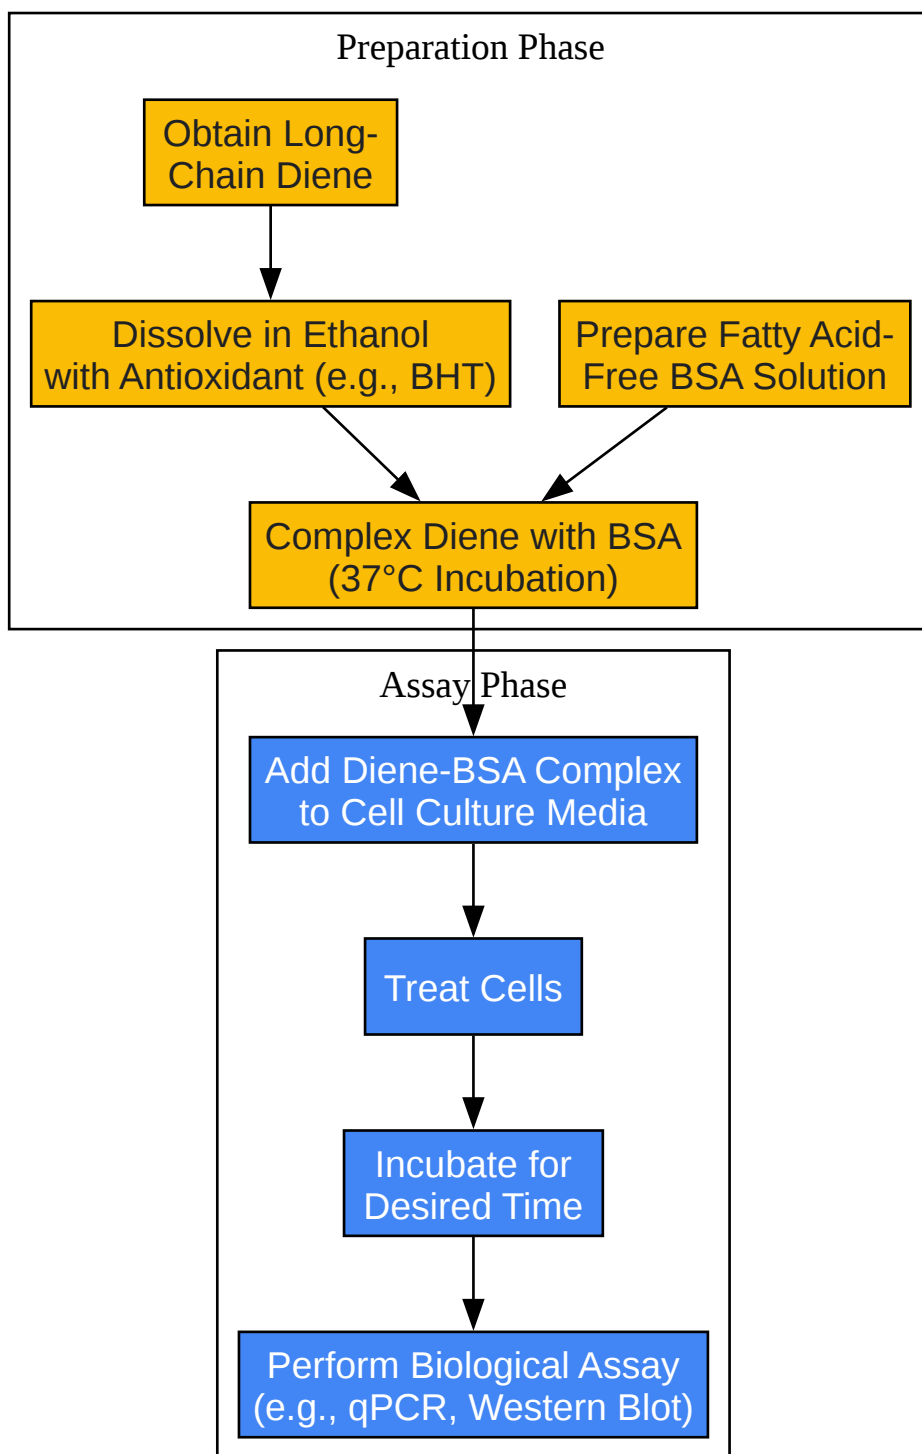 Preparation Phase
Obtain Long-
Chain Diene
Dissolve in Ethanol
with Antioxidant (e.g., BHT)
Prepare Fatty Acid-
Free BSA Solution
Complex Diene with BSA
(37°C Incubation)
Assay Phase
Add Diene-BSA Complex
to Cell Culture Media
Treat Cells
Incubate for
Desired Time
Perform Biological Assay
(e.g., qPCR, Western Blot)